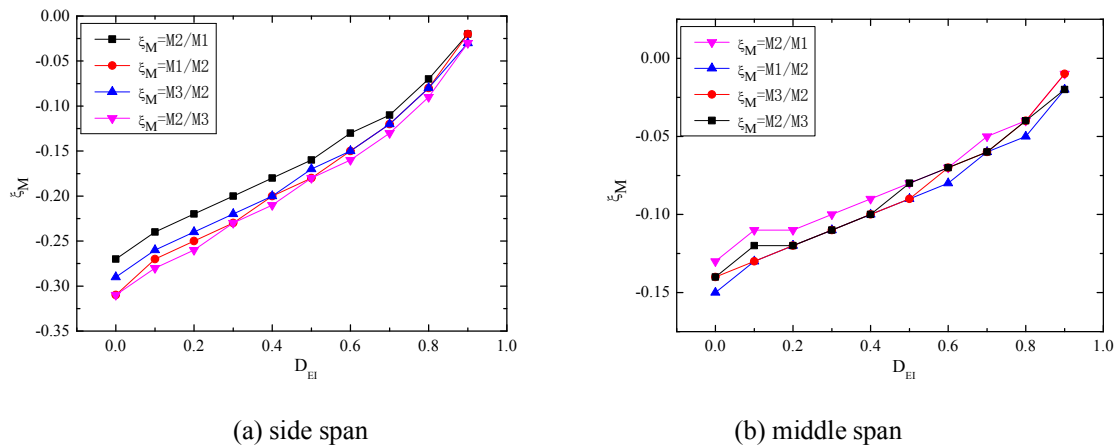 0.00
-0.05
-0.10
-0.15
-0.20
-0.25
-0.30
-0.35
ξM
ξM=M2/M1
ξM=M1/M2
ξM=M3/M2
ξM=M2/M3
0.0 0.2 0.4 0.6 0.8 1.0
DEI
(a) side span
0.00
-0.05
-0.10
-0.15
ξM
ξM=M2/M1
ξM=M1/M2
ξM=M3/M2
ξM=M2/M3
0.0 0.2 0.4 0.6 0.8 1.0
DEI
(b) middle span